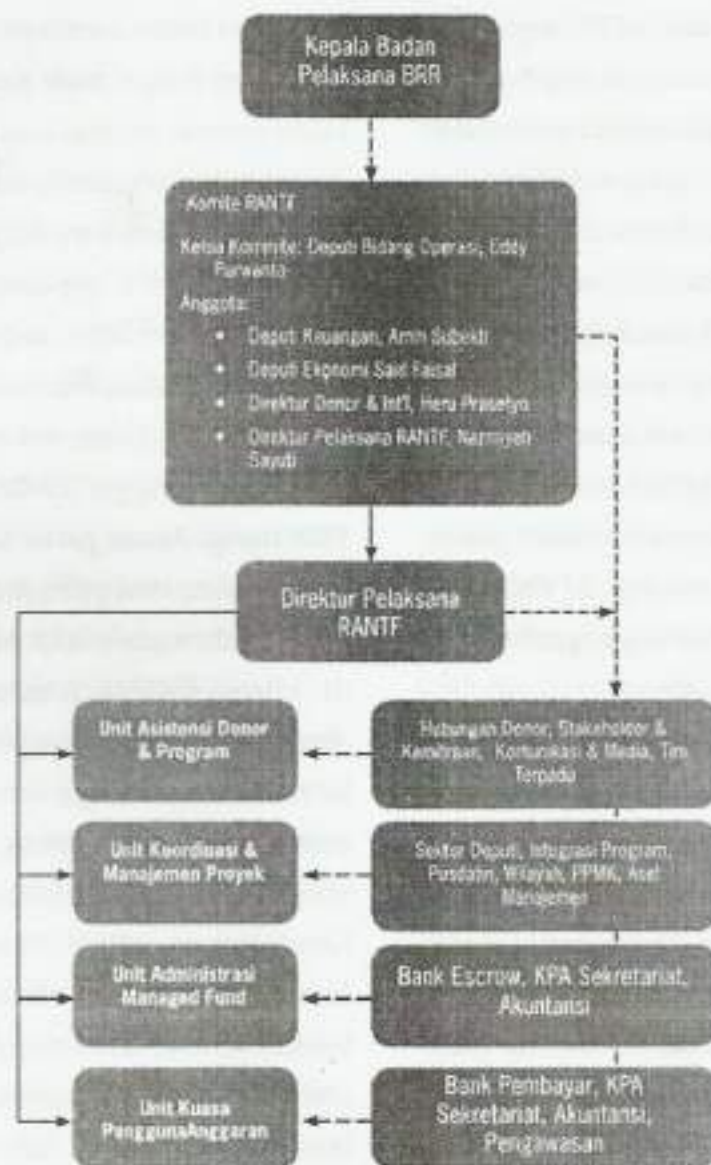 Kepala Badan
Pelaksana BRR
Komite RANTF
Ketua Kommite: Deputi Bidang Operasi, Eddy
Purwanto
Anggota:
• Deputi Keuangan, Amin Subekti
• Deputi Ekonomi Said Faisal
• Direktur Donor & Int'l, Heru Prasetyo
• Direktur Pelaksana RANTF, Nazmiyati
Sayuti
Direktur Pelaksana
RANTF
Unit Asistensi Donor
& Program
Hubungan Donor, Stakeholder &
Kemitraan, Komunikasi & Media, Tim
Terpadu
Unit Koordinasi &
Manajemen Proyek
Sektor Deputi, Integrasi Program,
Pusdatin, Wilayah, PPMK, Aset
Manajemen
Unit Administrasi
Managed Fund
Bank Escrow, KPA Sekretariat,
Akuntansi
Unit Kuasa
PenggunaAnggaran
Bank Pembayar, KPA
Sekretariat, Akuntansi,
Pengawasan